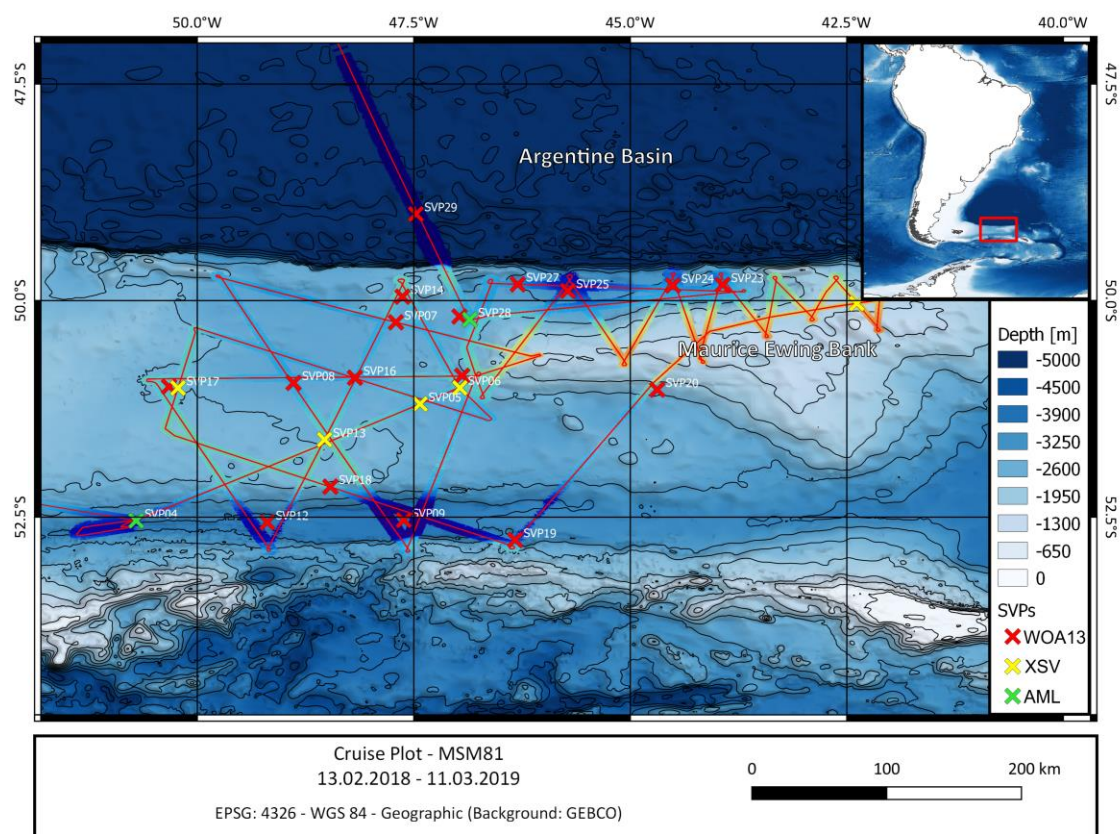 50.0°W 47.5°W 45.0°W 42.5°W 40.0°W
47.5°S 47.5°S
Argentine Basin
SVP29
SVP27 SVP24 SVP23
SVP25
SVP14
50.0°S 50.0°S
SVP28
SVP07
Maurice Ewing Bank
Depth [m]
-5000
-4500
-3900
-3250
-2600
-1950
-1300
-650
0
SVP16
SVP17 SVP08 SVP06
SVP20
SVP05
SVP13
SVP18
SVP04 SVP12 SVP09
52.5°S 52.5°S
SVP19
SVPs
WOA13
XSV
AML
Cruise Plot - MSM81
13.02.2018 - 11.03.2019
EPSG: 4326 - WGS 84 - Geographic (Background: GEBCO)
0 100 200 km